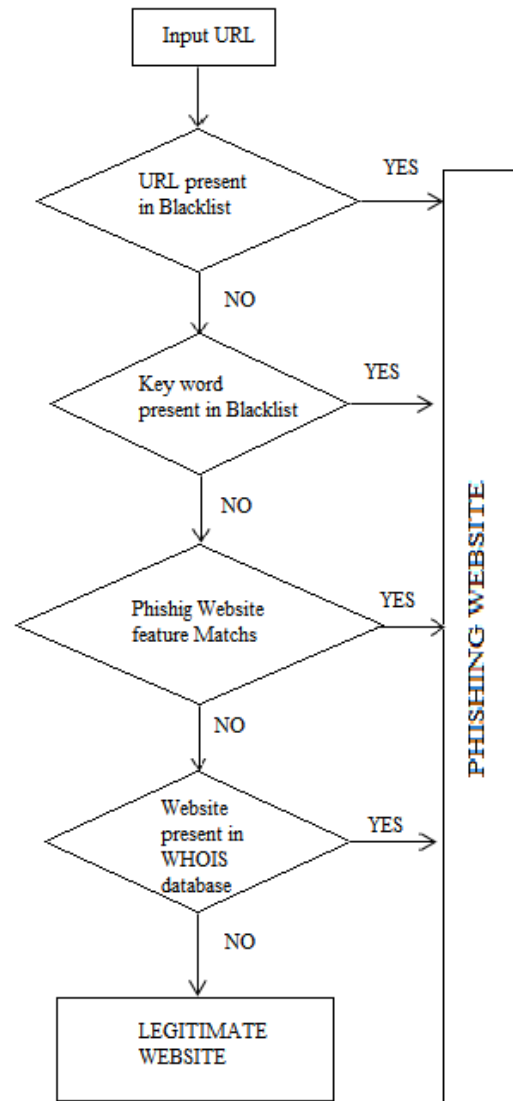 Input URL
URL present
in Blacklist
YES
NO
Key word
present in Blacklist
YES
NO
Phishig Website
feature Matchs
YES
NO
Website
present in
WHOIS
database
YES
NO
LEGITIMATE
WEBSITE
PHISHING WEBSITE